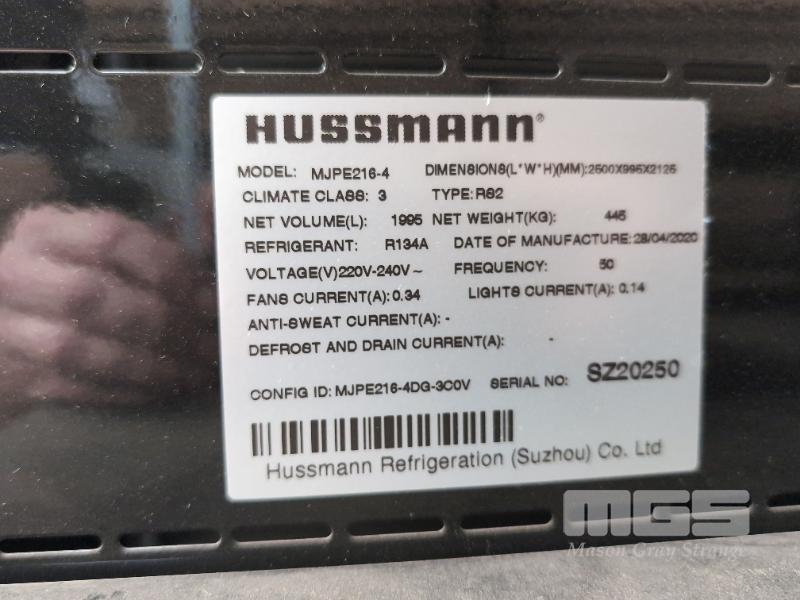 HUSSMANN®
MODEL: MJPE216-4 DIMENSIONS(L*W*H)(MM):2500X995X2125
CLIMATE CLASS: 3 TYPE:RS2
NET VOLUME(L): 1995 NET WEIGHT(KG): 445
REFRIGERANT: R134A DATE OF MANUFACTURE:28/04/2020
VOLTAGE(V)220V-240V~ FREQUENCY: 50
FANS CURRENT(A):0.34 LIGHTS CURRENT(A):0.14
ANTI-SWEAT CURRENT(A):-
DEFROST AND DRAIN CURRENT(A): -
CONFIG ID:MJPE216-4DG-3C0V SERIAL NO: SZ20250
Hussmann Refrigeration (Suzhou) Co. Ltd
MGS
Mason Gray Strange